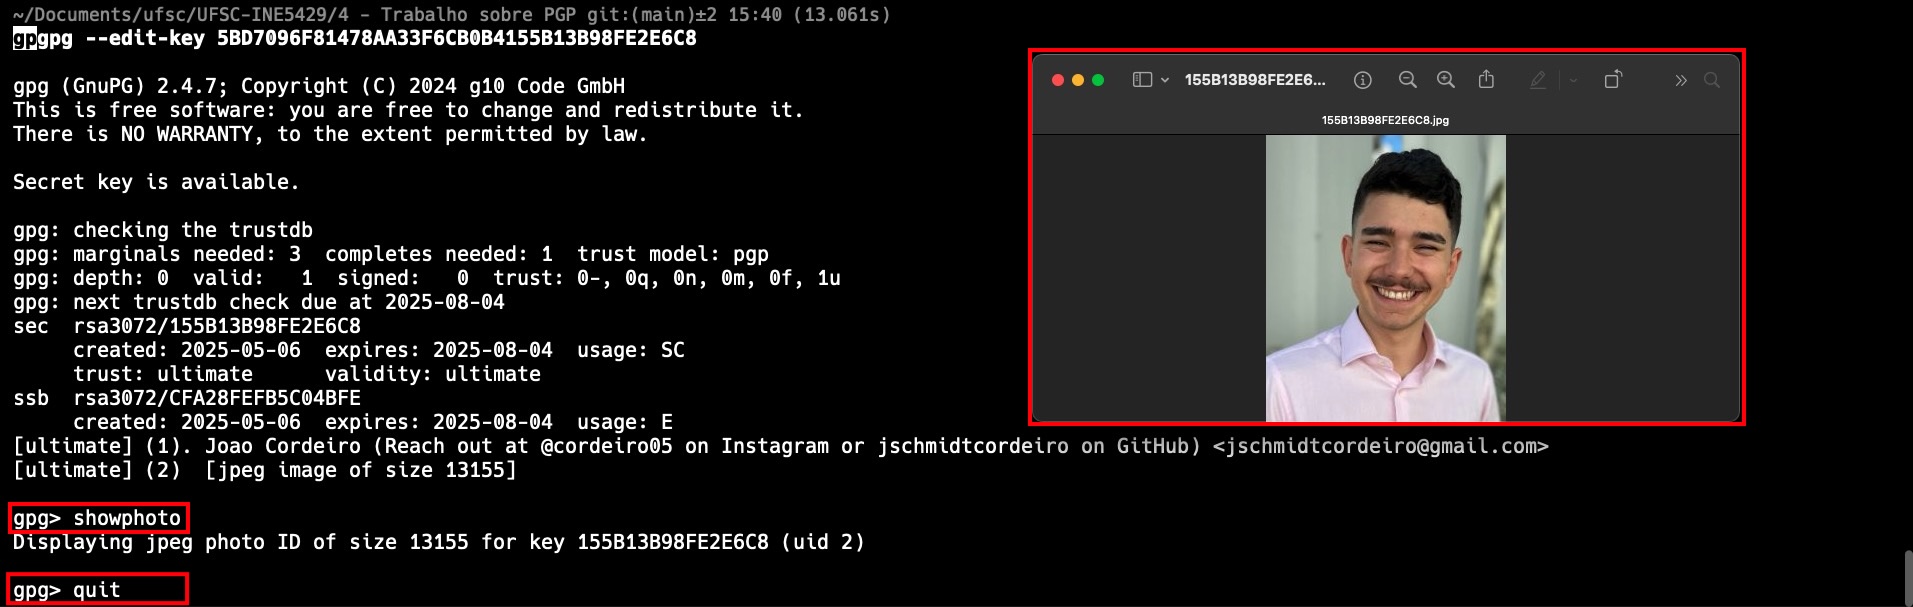 ~/Documents/ufsc/UFSC-INE5429/4 - Trabalho sobre PGP git:(main)±2 15:40 (13.061s)
gpgpg --edit-key 5BD7096F81478AA33F6CB0B4155B13B98FE2E6C8
155B13B98FE2E6...
155B13B98FE2E6C8.jpg
gpg (GnuPG) 2.4.7; Copyright (C) 2024 g10 Code GmbH
This is free software: you are free to change and redistribute it.
There is NO WARRANTY, to the extent permitted by law.
Secret key is available.
gpg: checking the trustdb
gpg: marginals needed: 3  completes needed: 1  trust model: pgp
gpg: depth: 0  valid:   1  signed:   0  trust: 0-, 0q, 0n, 0m, 0f, 1u
gpg: next trustdb check due at 2025-08-04
sec  rsa3072/155B13B98FE2E6C8
created: 2025-05-06  expires: 2025-08-04  usage: SC
trust: ultimate      validity: ultimate
ssb  rsa3072/CFA28FEFB5C04BFE
created: 2025-05-06  expires: 2025-08-04  usage: E
[ultimate] (1). Joao Cordeiro (Reach out at @cordeiro05 on Instagram or jschmidtcordeiro on GitHub) <jschmidtcordeiro@gmail.com>
[ultimate] (2)  [jpeg image of size 13155]
gpg> showphoto
Displaying jpeg photo ID of size 13155 for key 155B13B98FE2E6C8 (uid 2)
gpg> quit